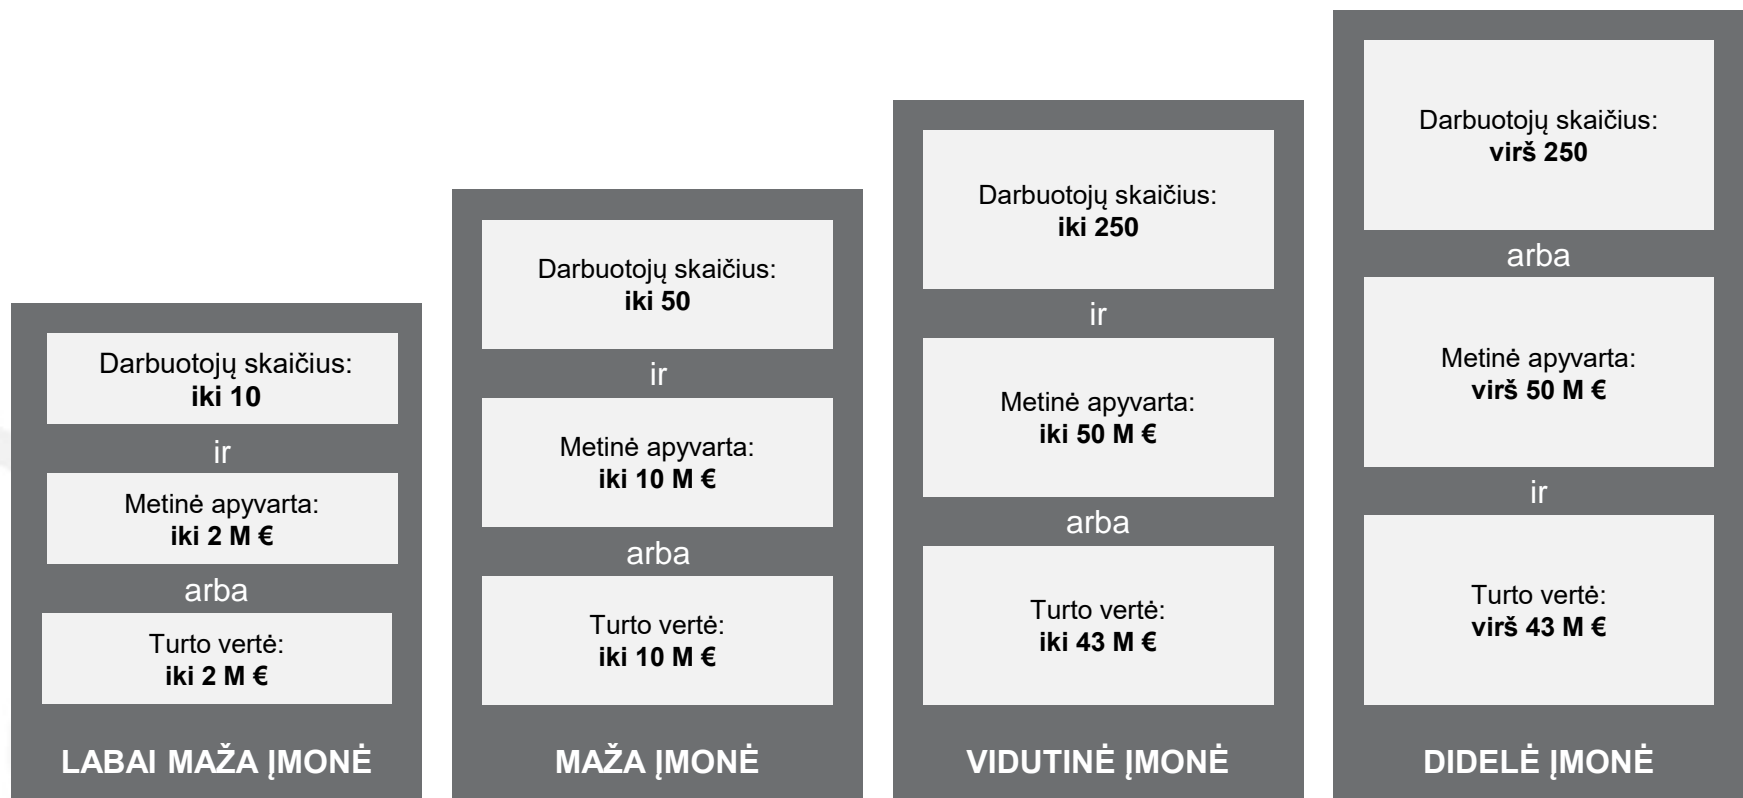 Darbuotojų skaičius:
iki 10
ir
Metinė apyvarta:
iki 2 M €
arba
Turto vertė:
iki 2 M €
LABAI MAŽA ĮMONĖ
Darbuotojų skaičius:
iki 50
ir
Metinė apyvarta:
iki 10 M €
arba
Turto vertė:
iki 10 M €
MAŽA ĮMONĖ
Darbuotojų skaičius:
iki 250
ir
Metinė apyvarta:
iki 50 M €
arba
Turto vertė:
iki 43 M €
VIDUTINĖ ĮMONĖ
Darbuotojų skaičius:
virš 250
arba
Metinė apyvarta:
virš 50 M €
ir
Turto vertė:
virš 43 M €
DIDELĖ ĮMONĖ